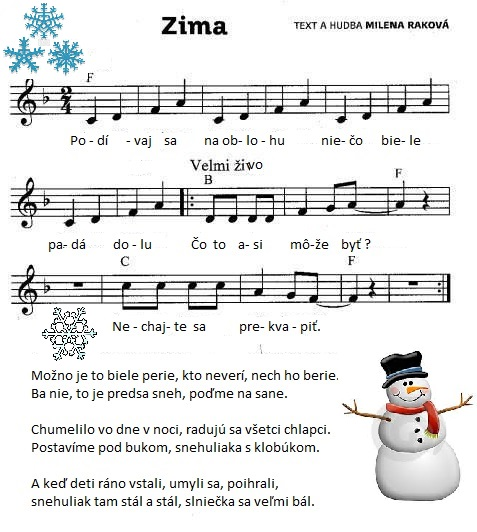 Zima
TEXT A HUDBA MILENA RAKOVÁ
F
2/4
Po - dí - vaj sa na ob - lo - hu nie - čo bie - le
Velmi živo
B F
pa - dá do - lu Čo to a - si mô - že byť ?
C F
Ne - chaj - te sa pre - kva - piť.
Možno je to biele perie, kto neverí, nech ho berie.
Ba nie, to je predsa sneh, poďme na sane.
Chumelilo vo dne v noci, radujú sa všetci chlapci.
Postavíme pod bukom, snehuliaka s klobúkom.
A keď deti ráno vstali, umyli sa, poihrali,
snehuliak tam stál a stál, slniečka sa veľmi bál.